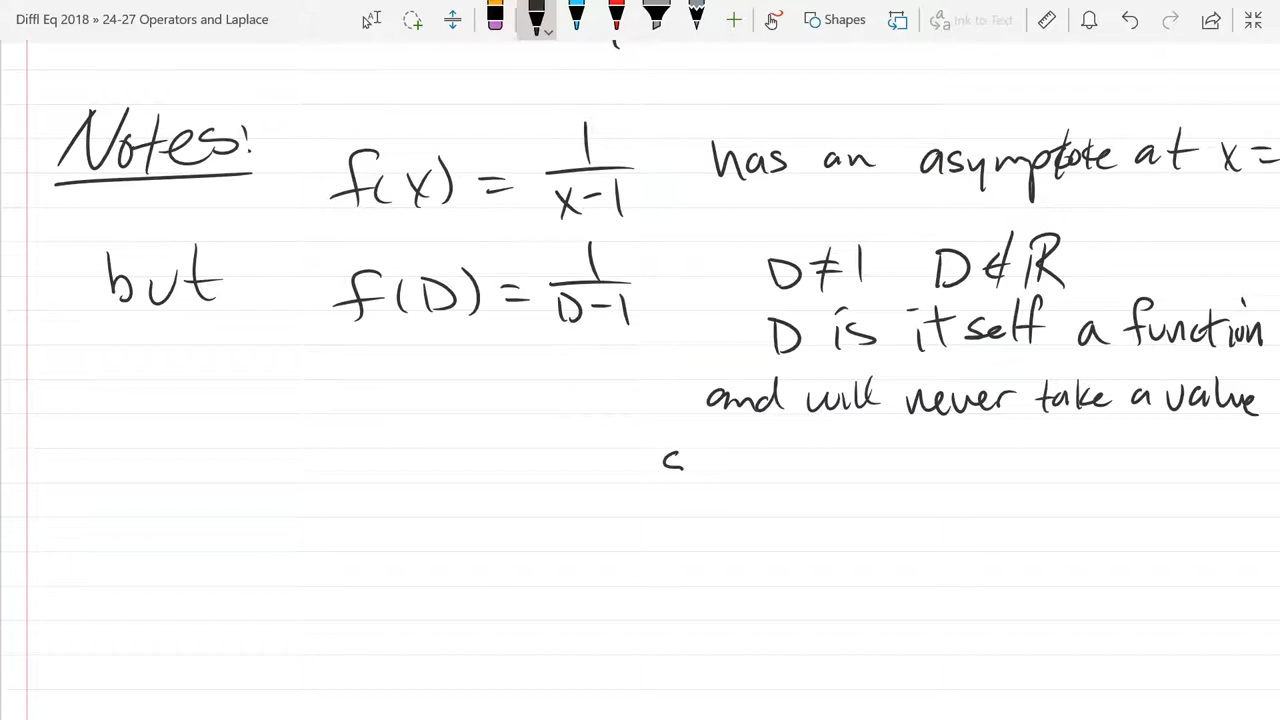 Diffl Eq 2018 » 24-27 Operators and Laplace
Shapes
Ink to Text
Notes: f(x) = 1/(x-1) has an asymptote at x =
but f(D) = 1/(D-1) D≠1 D∉ℝ
D is itself a function
and will never take a value